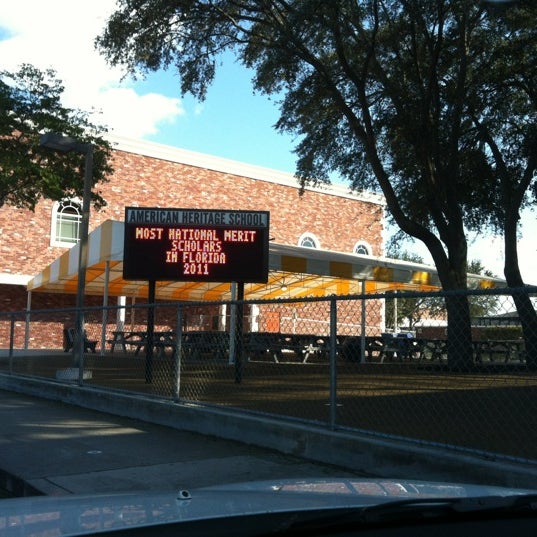 AMERICAN HERITAGE SCHOOL
MOST NATIONAL MERIT
SCHOLARS
IN FLORIDA
2011